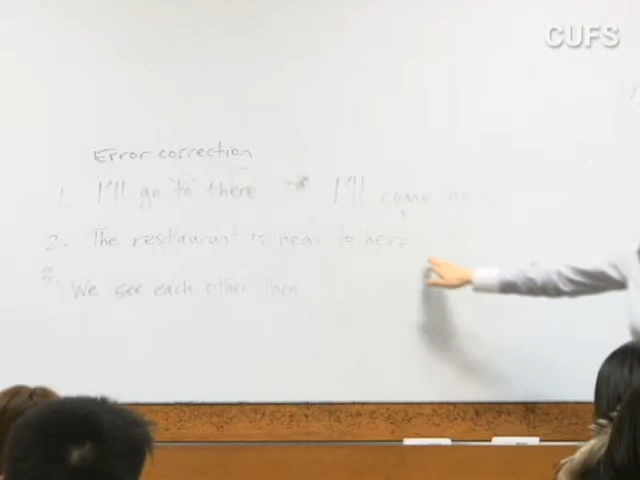 CUFS
Error correction
1. I'll go to there → I'll come
2. The restaurant is near to here
3. We see each other then